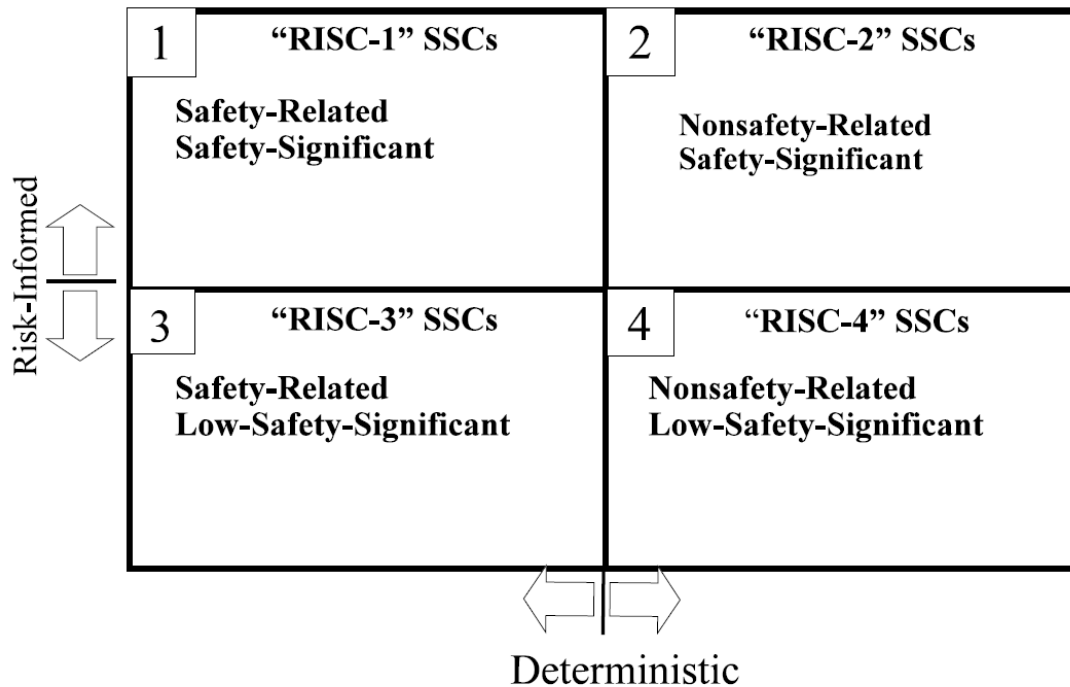 1
“RISC-1” SSCs
Safety-Related
Safety-Significant
2
“RISC-2” SSCs
Nonsafety-Related
Safety-Significant
Risk-Informed
3
“RISC-3” SSCs
Safety-Related
Low-Safety-Significant
4
“RISC-4” SSCs
Nonsafety-Related
Low-Safety-Significant
Deterministic